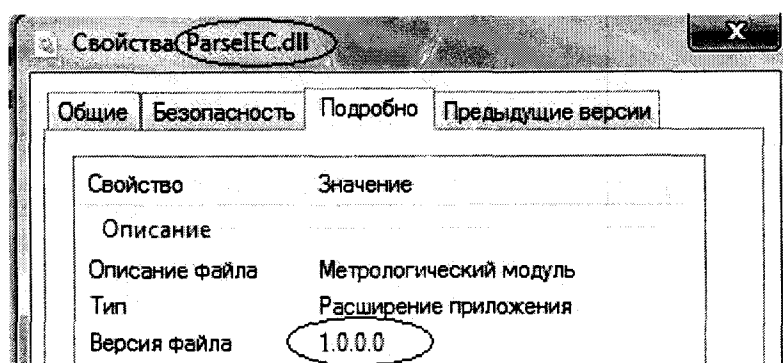 Свойства: ParseIEC.dll
X
Общие Безопасность Подробно Предыдущие версии
Свойство Значение
Описание
Описание файла Метрологический модуль
Тип Расширение приложения
Версия файла 1.0.0.0